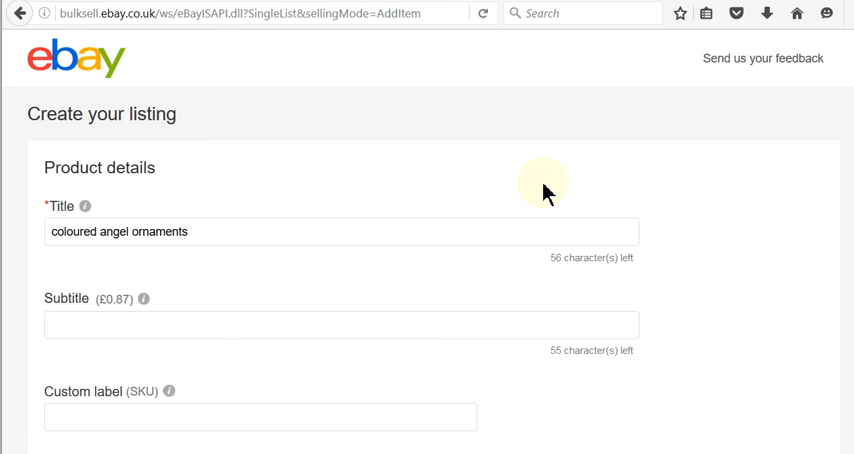 bulksell.ebay.co.uk/ws/eBayISAPI.dll?SingleList&sellingMode=AddItem
Search
ebay
Send us your feedback
Create your listing
Product details
*Title
coloured angel ornaments
56 character(s) left
Subtitle (£0.87)
55 character(s) left
Custom label (SKU)